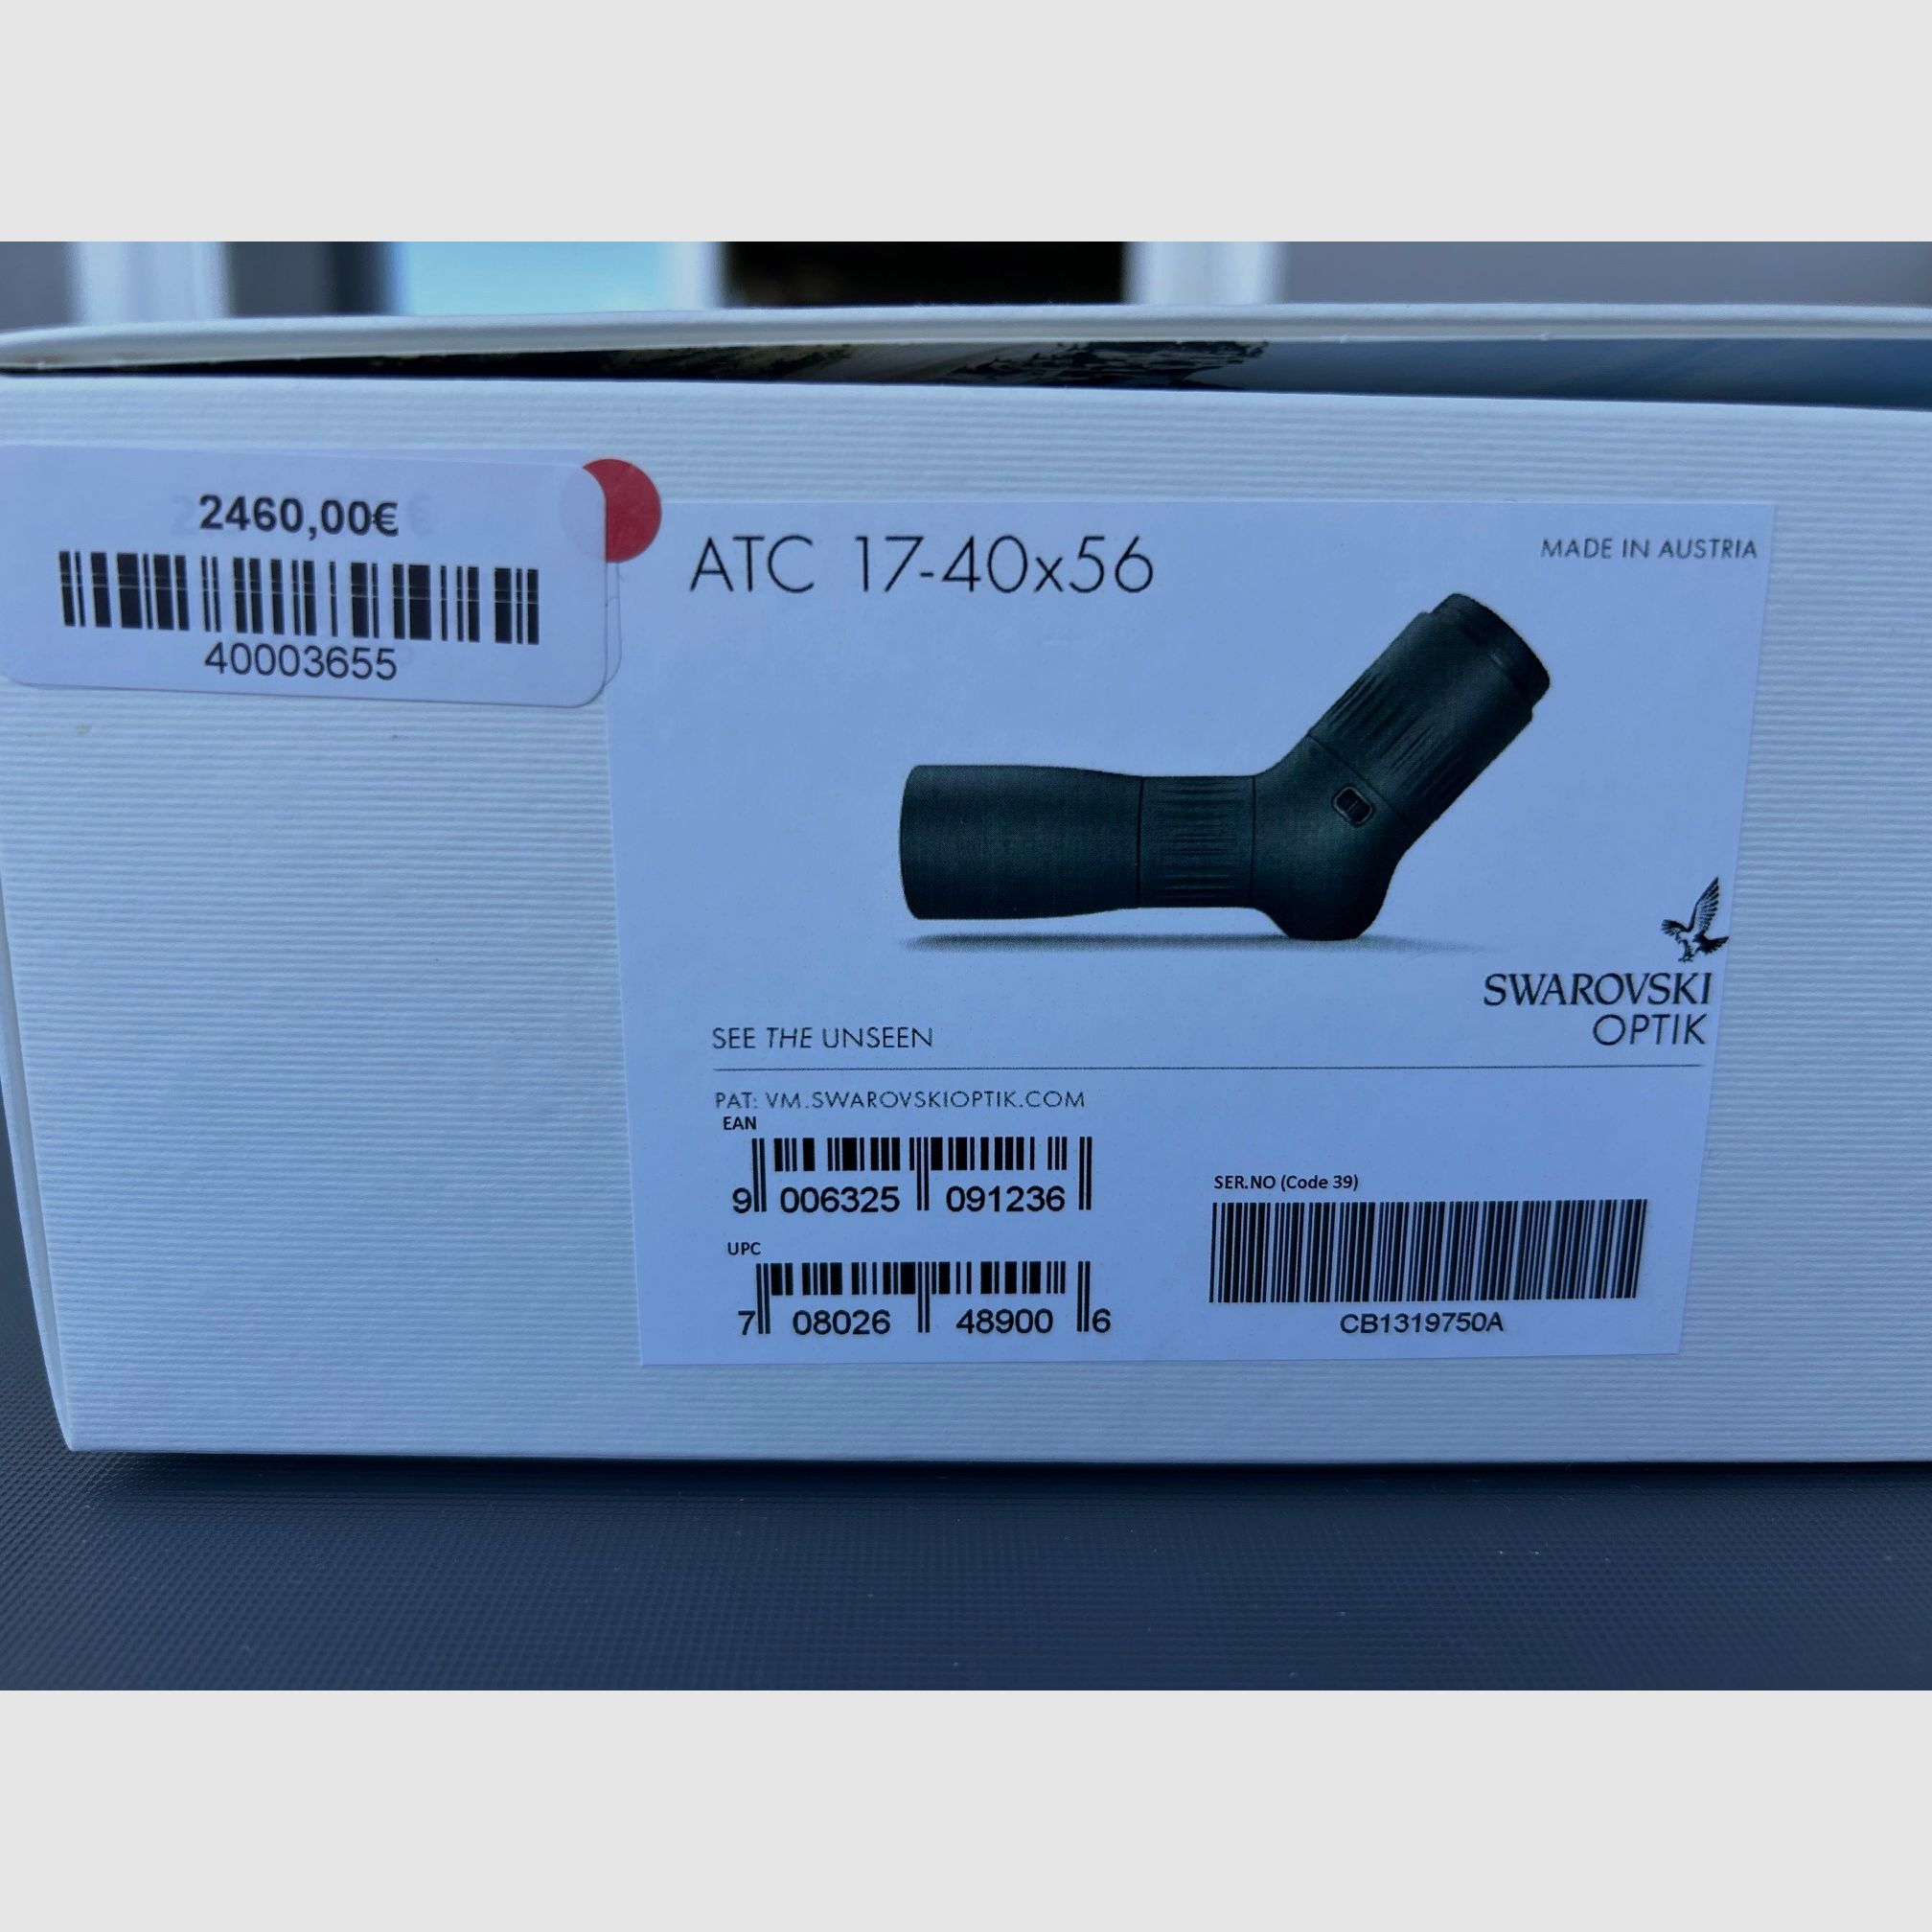 2460,00€
40003655
ATC 17-40x56
MADE IN AUSTRIA
SWAROVSKI
OPTIK
SEE THE UNSEEN
PAT: VM.SWAROVSKIOPTIK.COM
EAN
9 006325 091236
UPC
7 08026 48900 6
SER.NO (Code 39)
CB1319750A